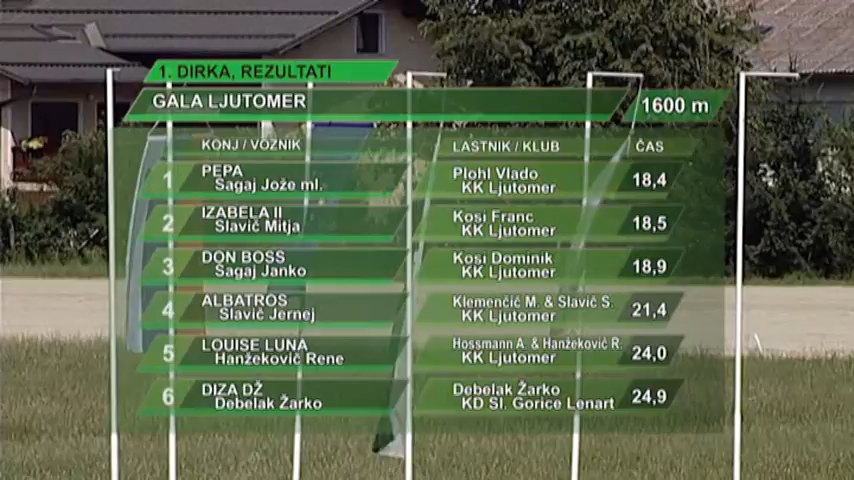 1. DIRKA, REZULTATI
GALA LJUTOMER 1600 m
KONJ / VOZNIK LASTNIK / KLUB ČAS
1 PEPA Plohl Vlado 18,4
Sagaj Jože ml. KK Ljutomer
2 IZABELA II Kosi Franc 18,5
Slavič Mitja KK Ljutomer
3 DON BOSS Kosi Dominik 18,9
Sagaj Janko KK Ljutomer
4 ALBATROS Klemenčič M. & Slavič S. 21,4
Slavič Jernej KK Ljutomer
5 LOUISE LUNA Hossmann A. & Hanžekovič R. 24,0
Hanžekovič Rene KK Ljutomer
6 DIZA DŽ Debelak Žarko 24,9
Debelak Žarko KD Sl. Gorice Lenart